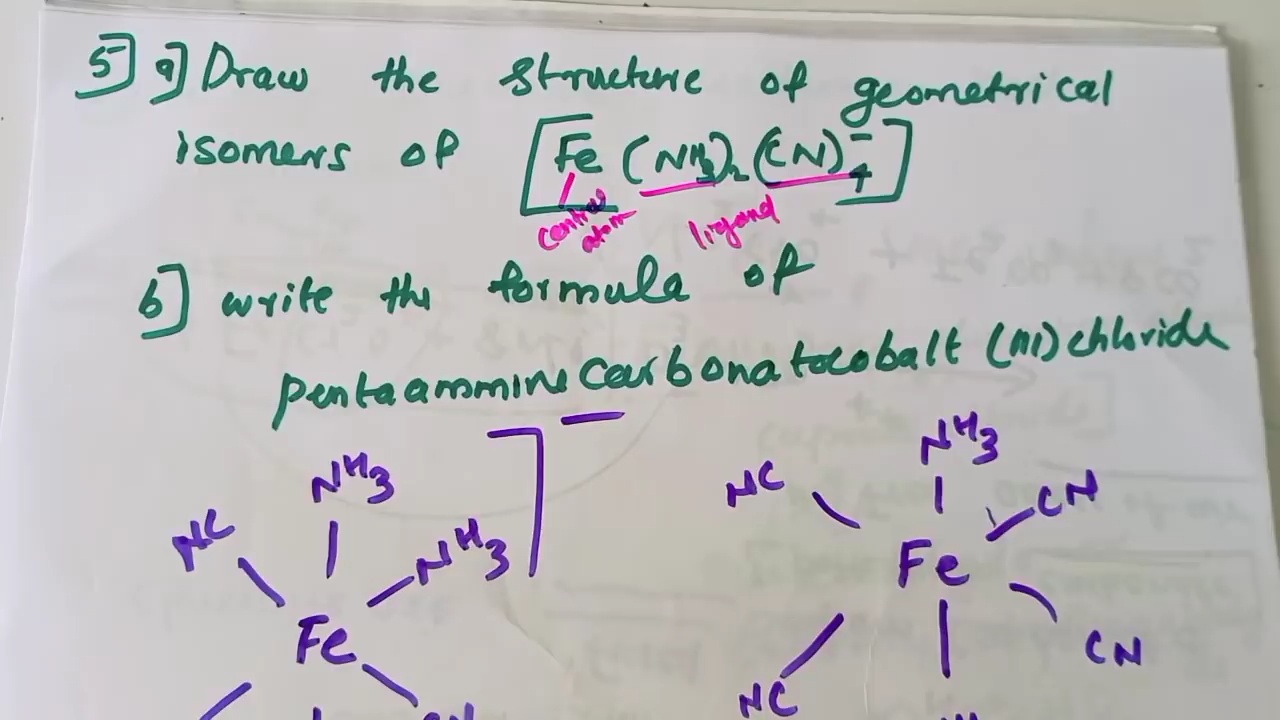 5] a] Draw the structure of geometrical
isomers of [Fe (NH3)2 (CN)4-]
central atom ligand
b] write the formula of
pentaamminecarbonatocobalt (III) chloride
NH3 NH3
NC CN
NC NH3
Fe Fe
CN
NC